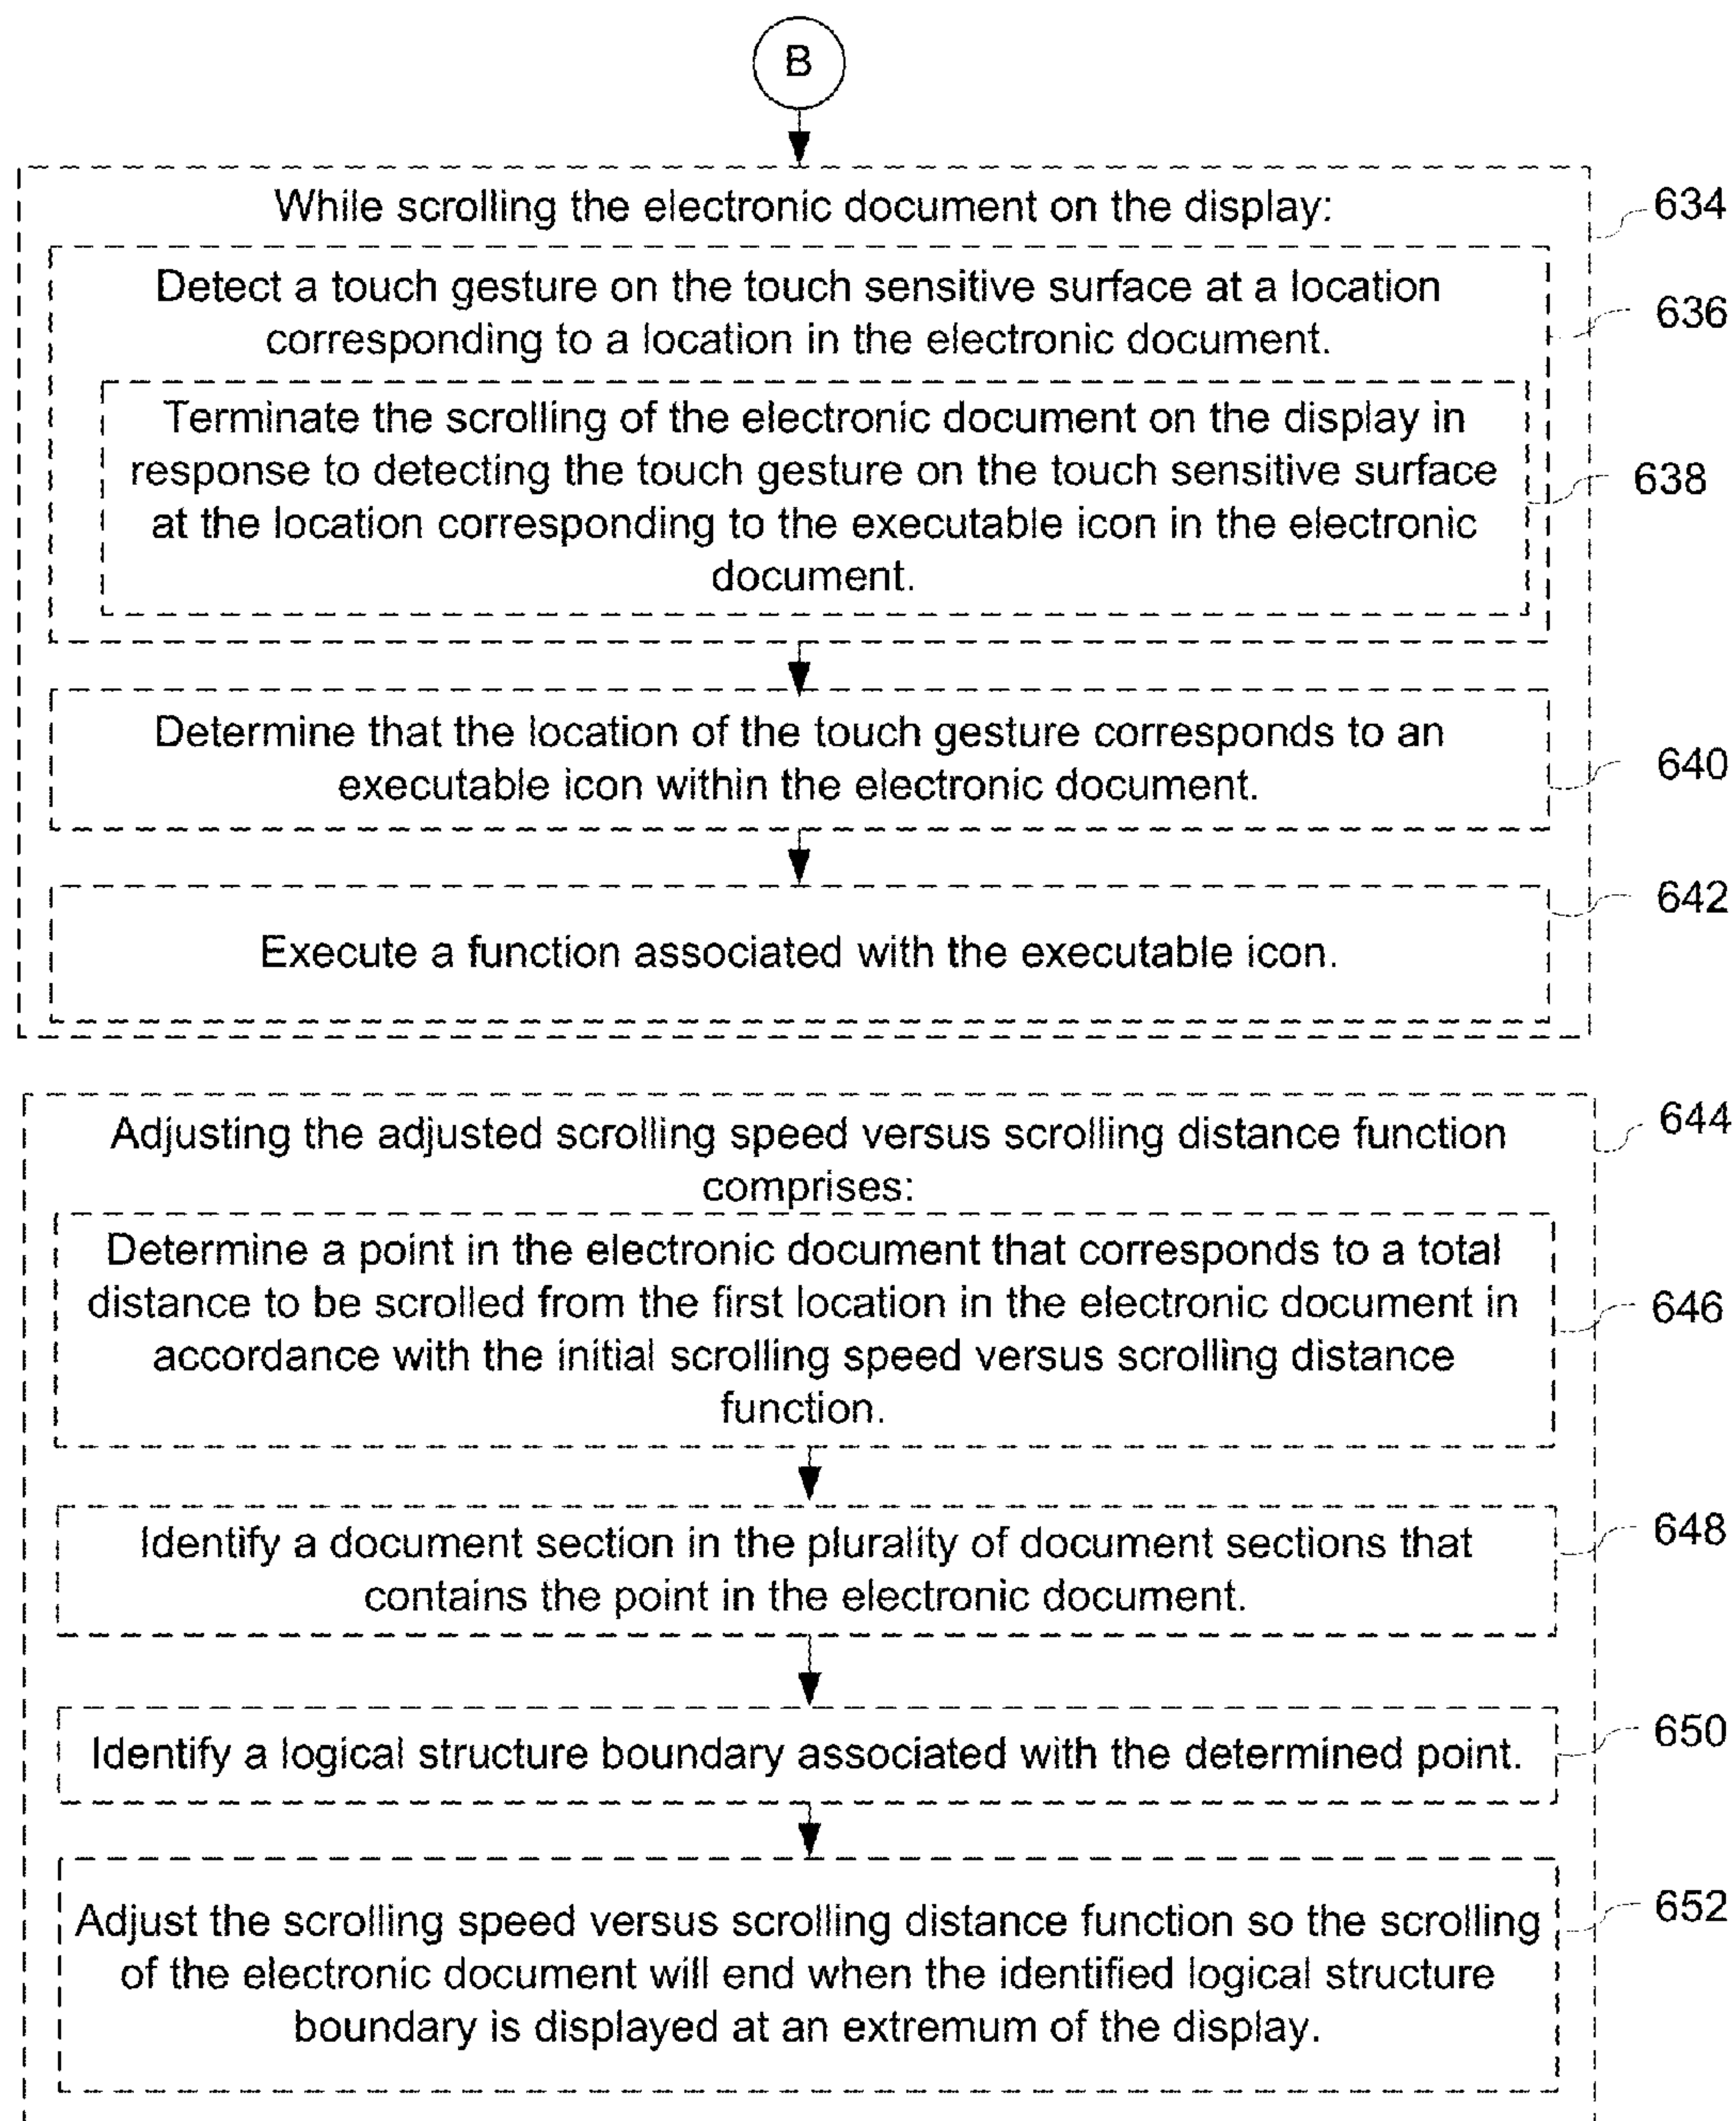 B
While scrolling the electronic document on the display:
634
Detect a touch gesture on the touch sensitive surface at a location
corresponding to a location in the electronic document.
636
Terminate the scrolling of the electronic document on the display in
response to detecting the touch gesture on the touch sensitive surface
at the location corresponding to the executable icon in the electronic
document.
638
Determine that the location of the touch gesture corresponds to an
executable icon within the electronic document.
640
Execute a function associated with the executable icon.
642
Adjusting the adjusted scrolling speed versus scrolling distance function
comprises:
644
Determine a point in the electronic document that corresponds to a total
distance to be scrolled from the first location in the electronic document in
accordance with the initial scrolling speed versus scrolling distance
function.
646
Identify a document section in the plurality of document sections that
contains the point in the electronic document.
648
Identify a logical structure boundary associated with the determined point.
650
Adjust the scrolling speed versus scrolling distance function so the scrolling
of the electronic document will end when the identified logical structure
boundary is displayed at an extremum of the display.
652